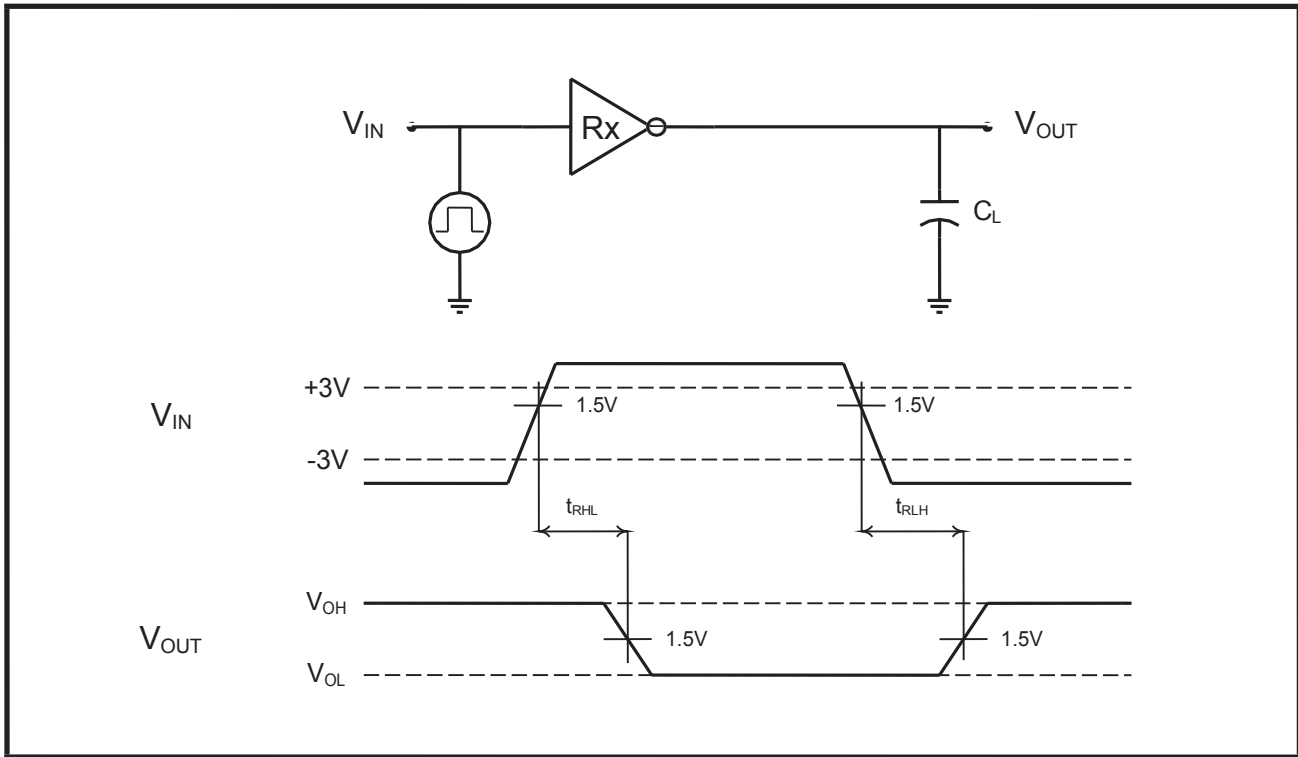 V_IN
Rx
V_OUT
C_L
+3V
V_IN
1.5V
1.5V
-3V
t_RHL
t_RLH
V_OH
V_OUT
1.5V
1.5V
V_OL